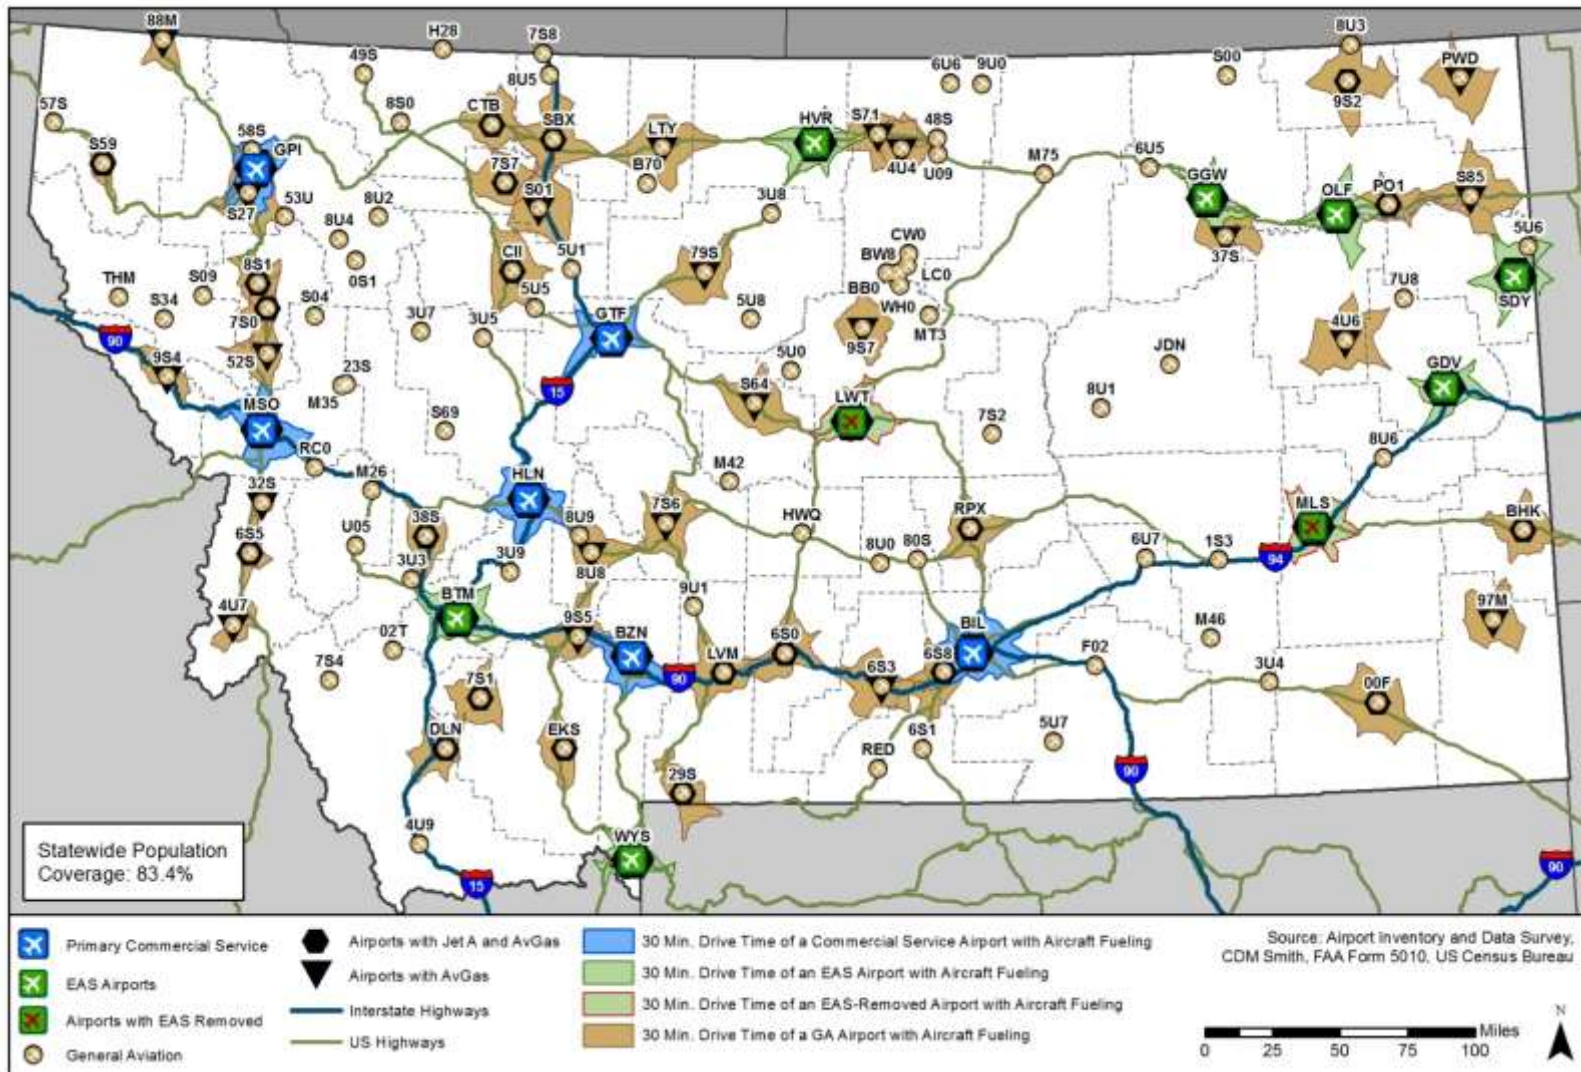 88M
H28
7S8
8U3
49S
8U5
6U6
9U0
S00
PWD
57S
8S0
CTB
SBX
LTY
HVR
S71
48S
9S2
S59
58S
GPI
7S7
B70
4U4
U09
M75
6U5
GGW
OLF
PO1
S85
S27
53U
8U2
S01
3U8
8U4
CII
5U1
79S
CW0
BW8
LC0
37S
5U6
THM
S09
8S1
0S1
5U5
BB0
WH0
7U8
SDY
S34
7S0
S04
3U7
3U5
GTF
5U8
9S7
MT3
4U6
90
9S4
52S
23S
15
5U0
JDN
GDV
MSO
M35
S69
S64
LWT
7S2
8U1
RC0
M26
HLN
M42
8U6
32S
U05
38S
8U9
7S6
HWQ
RPX
MLS
BHK
6S5
3U3
3U9
8U8
8U0
80S
6U7
1S3
94
4U7
BTM
9S5
9U1
97M
02T
BZN
LVM
6S0
BIL
M46
7S4
7S1
90
6S3
6S8
F02
3U4
00F
DLN
EKS
29S
RED
6S1
5U7
90
4U9
WYS
15
90
Statewide Population
Coverage: 83.4%
Primary Commercial Service
EAS Airports
Airports with EAS Removed
General Aviation
Airports with Jet A and AvGas
Airports with AvGas
Interstate Highways
US Highways
30 Min. Drive Time of a Commercial Service Airport with Aircraft Fueling
30 Min. Drive Time of an EAS Airport with Aircraft Fueling
30 Min. Drive Time of an EAS-Removed Airport with Aircraft Fueling
30 Min. Drive Time of a GA Airport with Aircraft Fueling
Source: Airport Inventory and Data Survey,
CDM Smith, FAA Form 5010, US Census Bureau
Miles
0 25 50 75 100
N